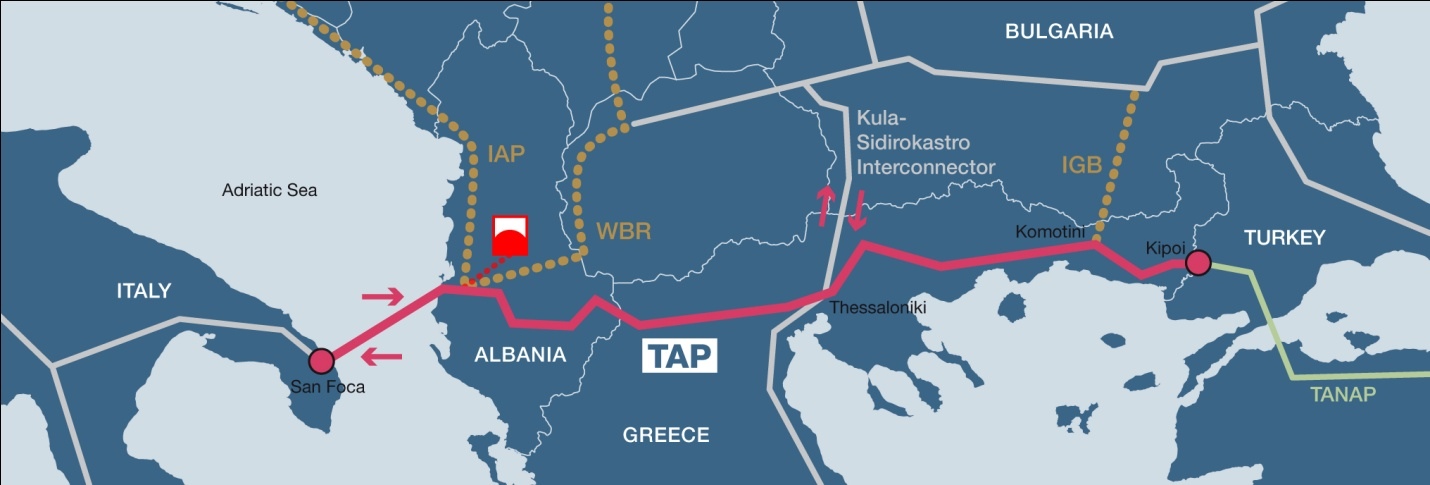 BULGARIA
Kula-
Sidirokastro
Interconnector
IAP
IGB
Adriatic Sea
WBR
Komotini
Kipoi
TURKEY
ITALY
Thessaloniki
ALBANIA
TAP
San Foca
TANAP
GREECE